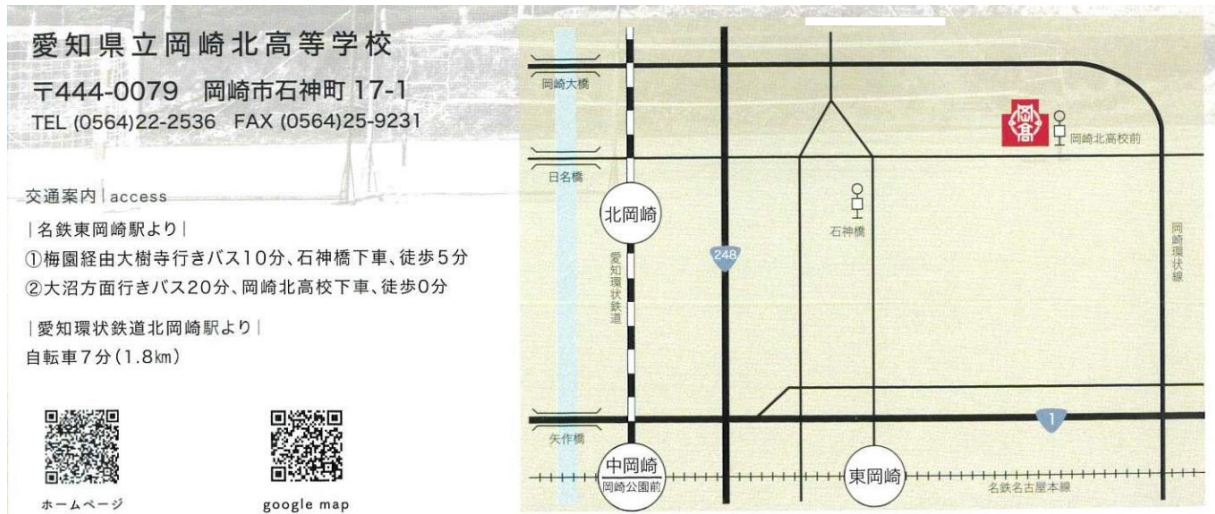 愛知県立岡崎北高等学校
〒444-0079 岡崎市石神町 17-1
TEL (0564)22-2536 FAX (0564)25-9231
交通案内|access
|名鉄東岡崎駅より|
①梅園経由大樹寺行きバス10分、石神橋下車、徒歩5分
②大沼方面行きバス20分、岡崎北高校下車、徒歩0分
|愛知環状鉄道北岡崎駅より|
自転車7分(1.8㎞)
ホームページ
google map
岡崎大橋
岡高
岡崎北高校前
日名橋
北岡崎
石神橋
248
愛知環状鉄道
岡崎環状線
矢作橋
1
中岡崎
岡崎公園前
東岡崎
名鉄名古屋本線